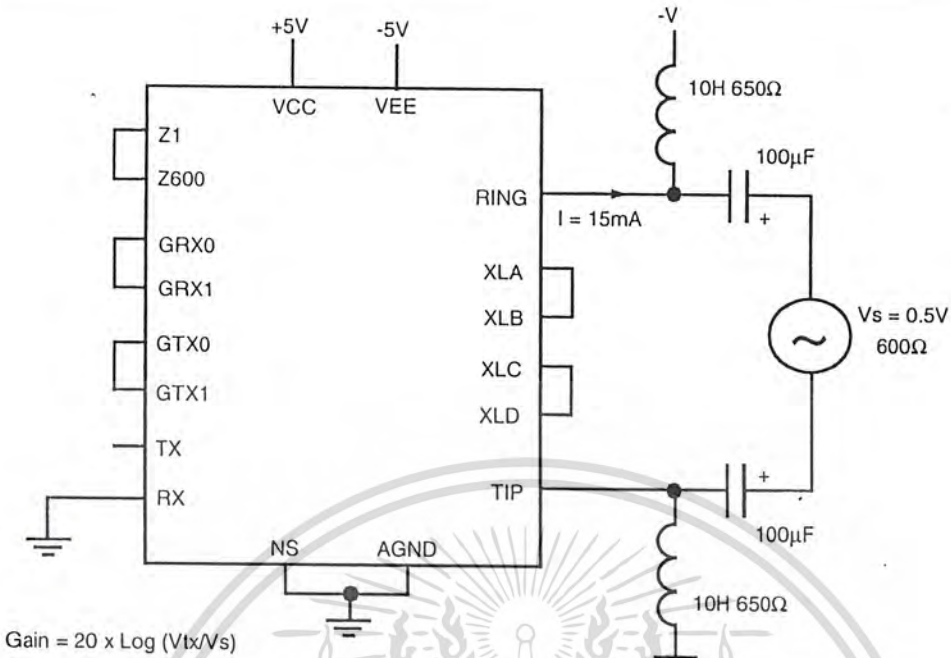 +5V
-5V
-V
VCC
VEE
10H 650Ω
Z1
Z600
100μF
RING
+
I = 15mA
GRX0
GRX1
XLA
XLB
Vs = 0.5V
600Ω
GTX0
GTX1
XLC
XLD
TX
RX
TIP
+
100μF
NS
AGND
10H 650Ω
Gain = 20 x Log (Vtx/Vs)